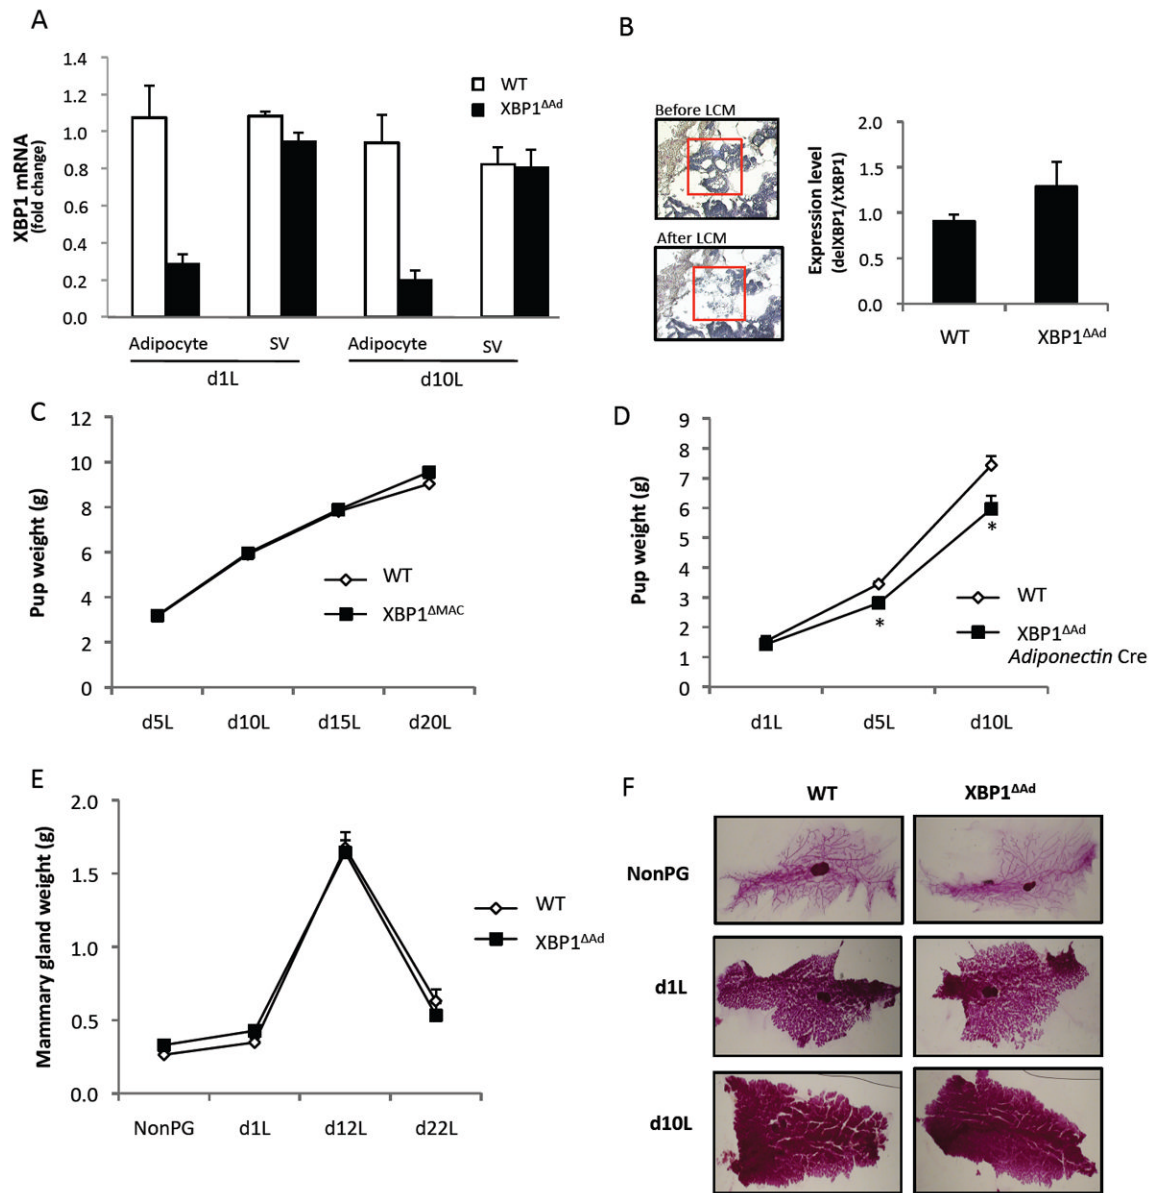 A
XBP1 mRNA
(fold change)
1.4
1.2
1.0
0.8
0.6
0.4
0.2
0.0
WT
XBP1ΔAd
Adipocyte
SV
Adipocyte
SV
d1L
d10L
B
Before LCM
After LCM
Expression level
(delXBP1/tXBP1)
2.0
1.5
1.0
0.5
0.0
WT
XBP1ΔAd
C
Pup weight (g)
12
10
8
6
4
2
0
WT
XBP1ΔMAC
d5L
d10L
d15L
d20L
D
Pup weight (g)
9
8
7
6
5
4
3
2
1
0
*
*
WT
XBP1ΔAd
Adiponectin Cre
d1L
d5L
d10L
E
Mammary gland weight (g)
2.0
1.5
1.0
0.5
0.0
WT
XBP1ΔAd
NonPG
d1L
d12L
d22L
F
WT
XBP1ΔAd
NonPG
d1L
d10L